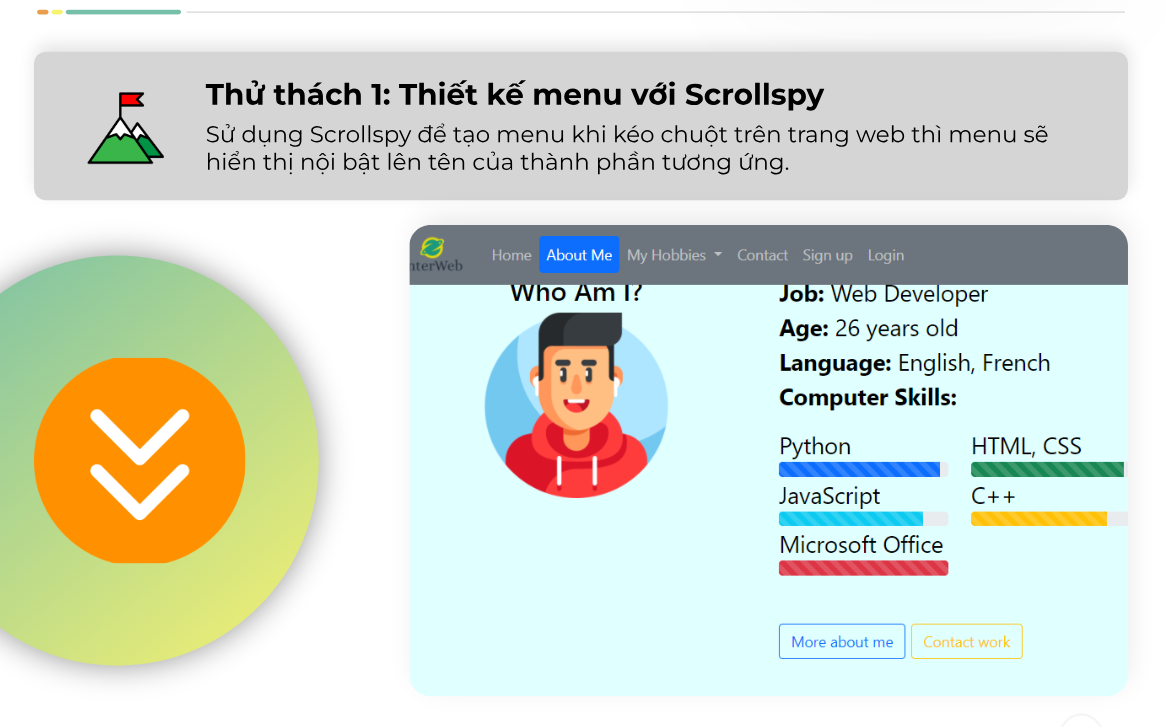 Thử thách 1: Thiết kế menu với Scrollspy
Sử dụng Scrollspy để tạo menu khi kéo chuột trên trang web thì menu sẽ
hiển thị nội bật lên tên của thành phần tương ứng.
nterWeb Home About Me My Hobbies Contact Sign up Login
Who Am I?
Job: Web Developer
Age: 26 years old
Language: English, French
Computer Skills:
Python HTML, CSS
JavaScript C++
Microsoft Office
More about me Contact work